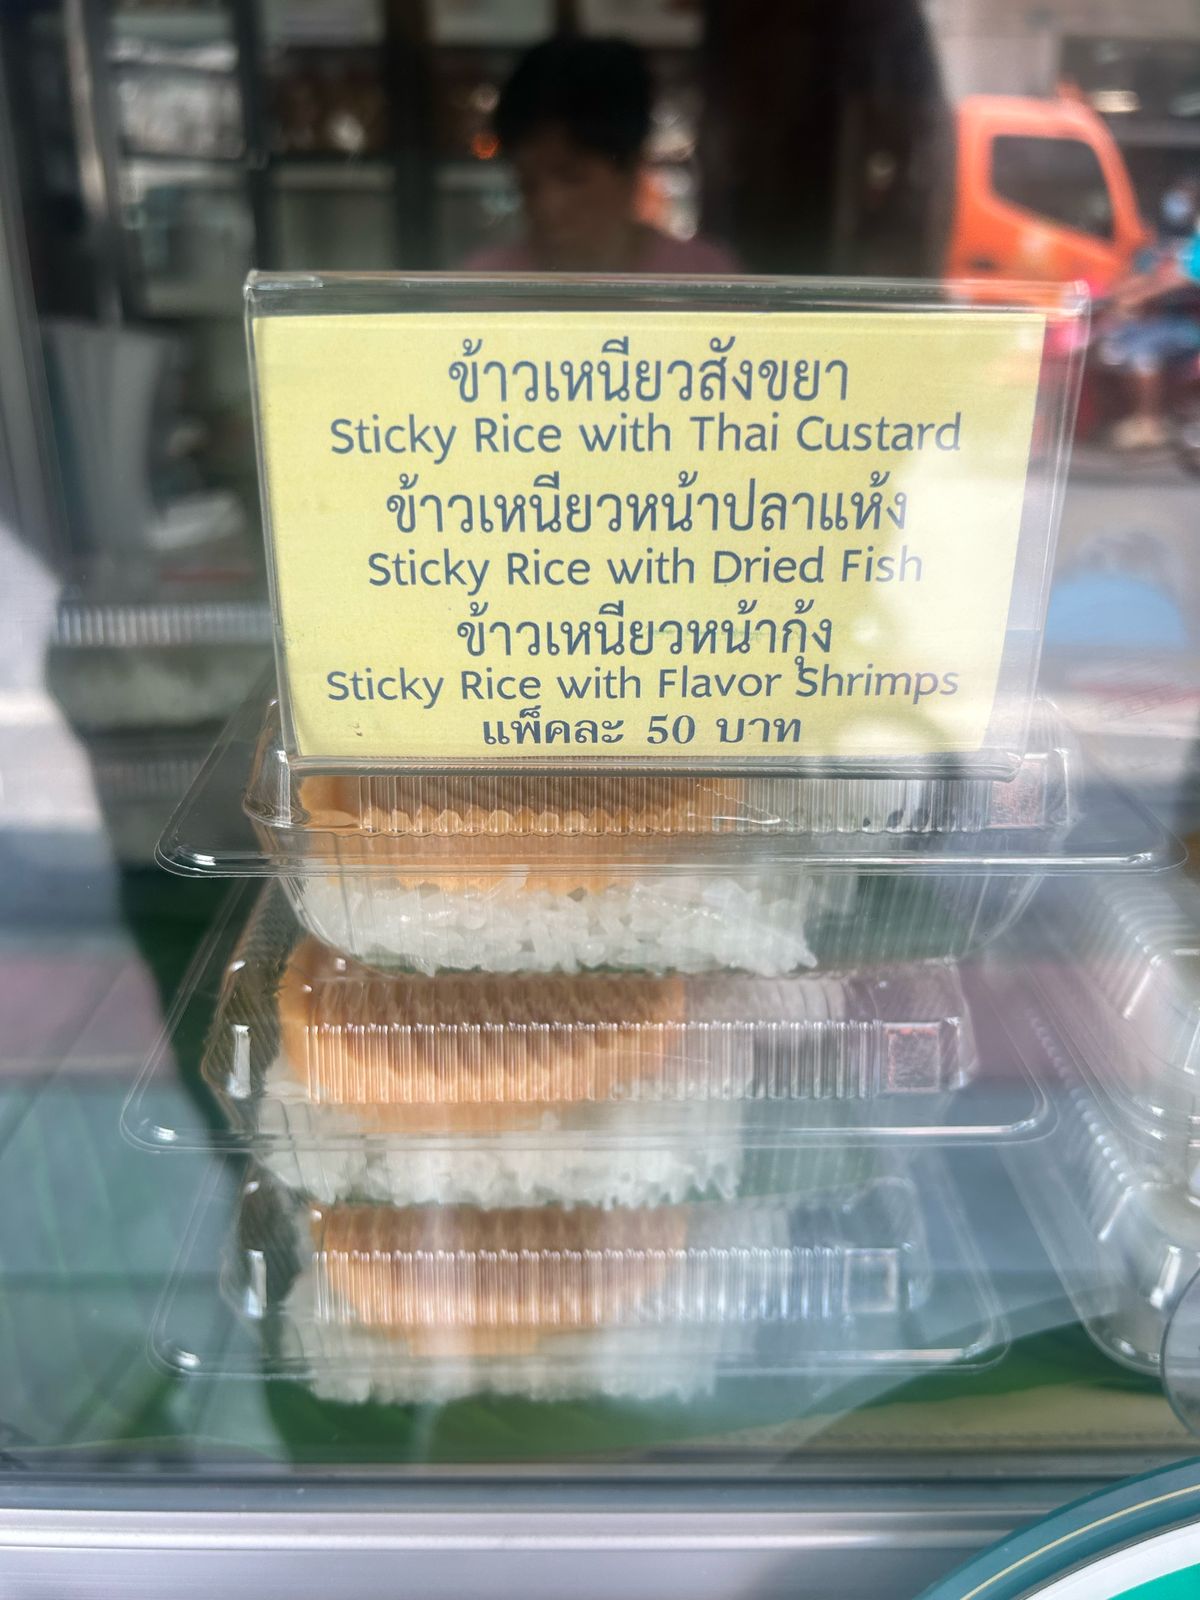 ข้าวเหนียวสังขยา
Sticky Rice with Thai Custard
ข้าวเหนียวหน้าปลาแห้ง
Sticky Rice with Dried Fish
ข้าวเหนียวหน้ากุ้ง
Sticky Rice with Flavor Shrimps
แพ็คละ 50 บาท